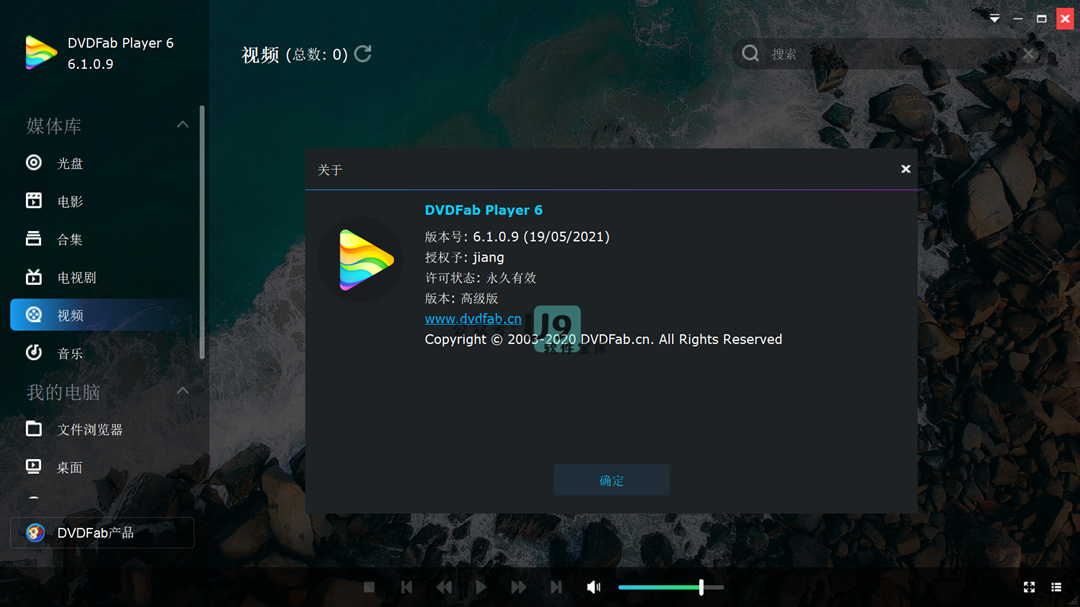 DVDFab Player 6
6.1.0.9
视频 (总数: 0)
搜索
媒体库
光盘
电影
合集
电视剧
视频
音乐
我的电脑
文件浏览器
桌面
DVDFab产品
关于
DVDFab Player 6
版本号: 6.1.0.9 (19/05/2021)
授权予: jiang
许可状态: 永久有效
版本: 高级版
www.dvdfab.cn
Copyright © 2003-2020 DVDFab.cn. All Rights Reserved
确定